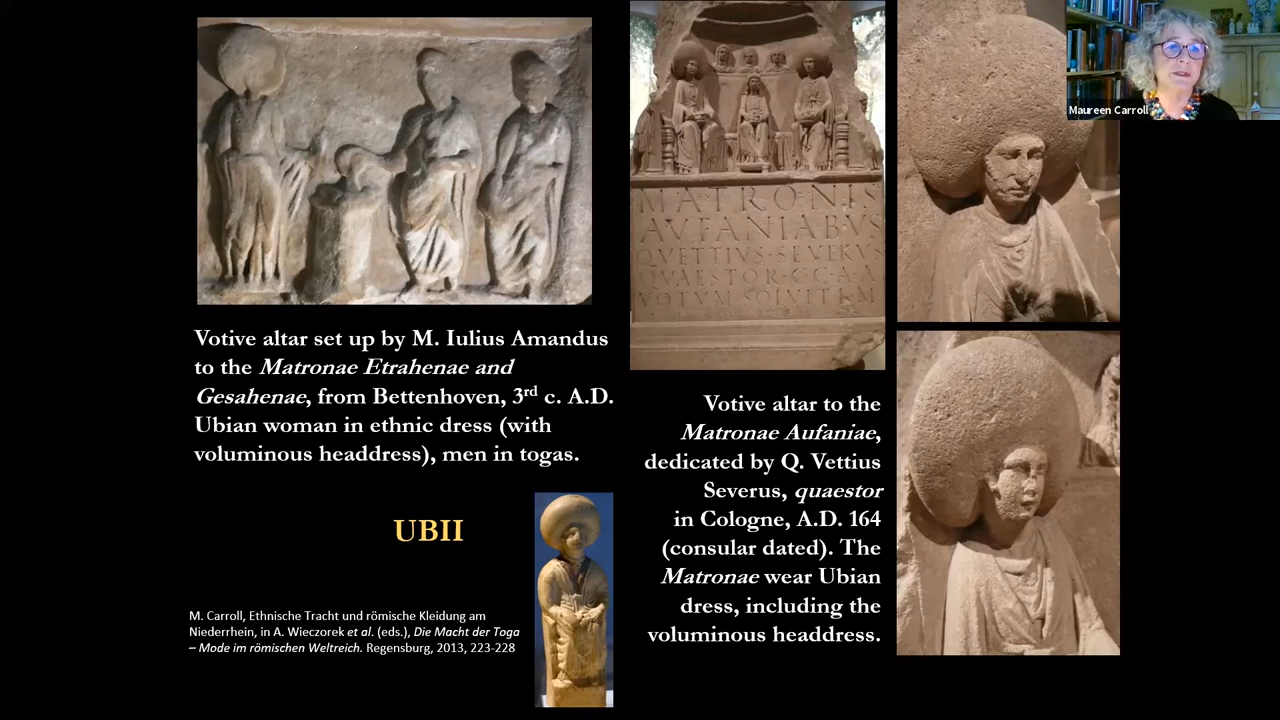 Maureen Carroll
MATRONIS
AVFANIABVS
Q VETTIVS SEVERVS
QVAESTOR C C A A
VOTVM SOLVIT L M
Votive altar set up by M. Iulius Amandus
to the Matronae Etrahenae and
Gesahenae, from Bettenhoven, 3rd c. A.D.
Ubian woman in ethnic dress (with
voluminous headdress), men in togas.
Votive altar to the
Matronae Aufaniae,
dedicated by Q. Vettius
Severus, quaestor
in Cologne, A.D. 164
(consular dated). The
Matronae wear Ubian
dress, including the
voluminous headdress.
UBII
M. Carroll, Ethnische Tracht und römische Kleidung am
Niederrhein, in A. Wieczorek et al. (eds.), Die Macht der Toga
– Mode im römischen Weltreich. Regensburg, 2013, 223-228